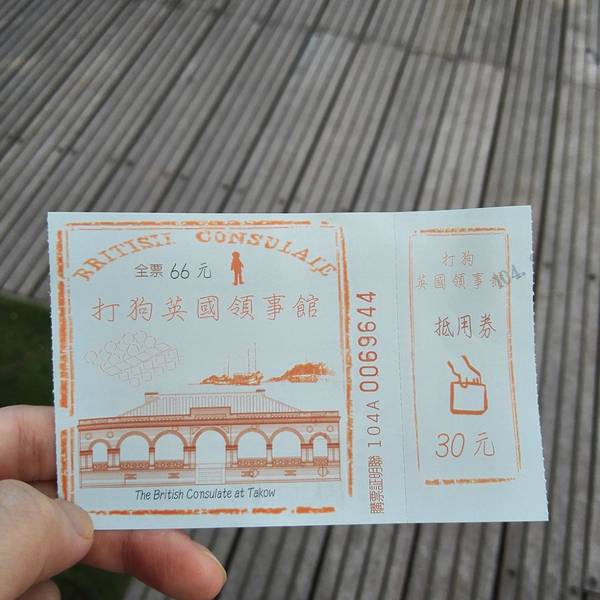 BRITISH CONSULATE
全票 66 元
打狗英國領事館
The British Consulate at Takow
購票証明聯 104A 0069644
打狗
英國領事館
104.
抵用券
30 元